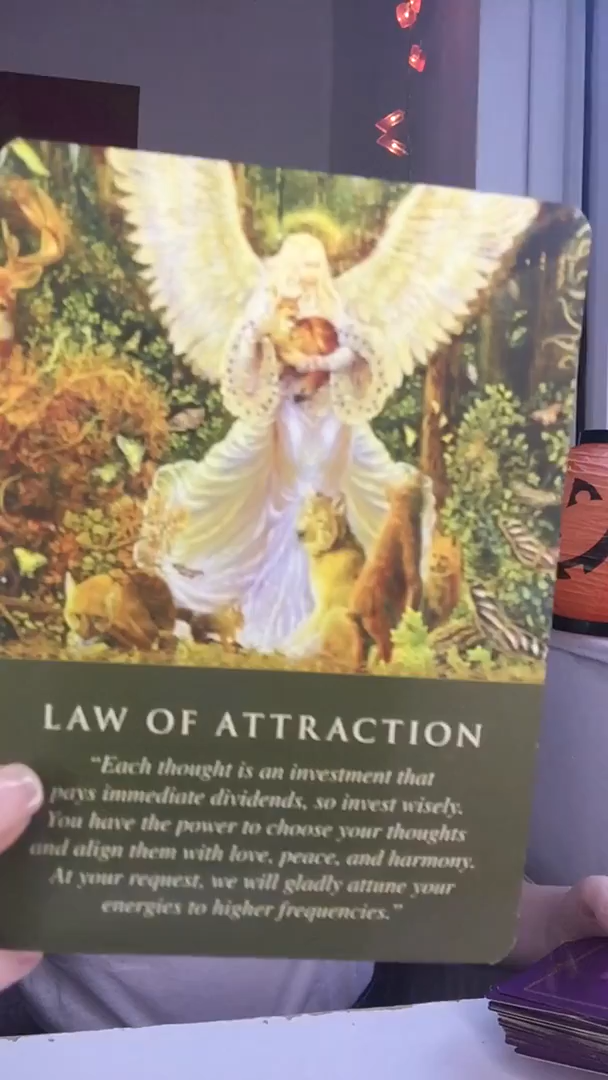 LAW OF ATTRACTION
"Each thought is an investment that
pays immediate dividends, so invest wisely.
You have the power to choose your thoughts
and align them with love, peace, and harmony.
At your request, we will gladly attune your
energies to higher frequencies."